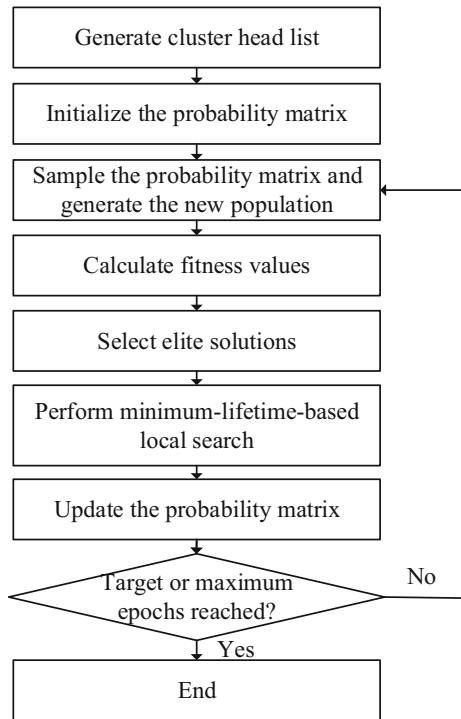 Generate cluster head list
Initialize the probability matrix
Sample the probability matrix and
generate the new population
Calculate fitness values
Select elite solutions
Perform minimum-lifetime-based
local search
Update the probability matrix
Target or maximum
epochs reached?
No
Yes
End